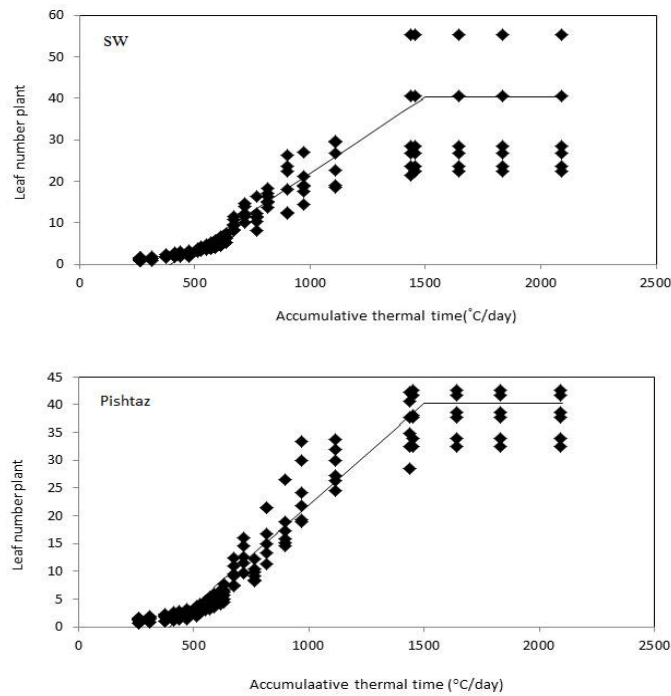 60
50
40
30
20
10
0
SW
Leaf number plant
0 500 1000 1500 2000 2500
Accumulative thermal time(°C/day)
45
40
35
30
25
20
15
10
5
0
Pishtaz
Leaf number plant
0 500 1000 1500 2000 2500
Accumulaative thermal time (°C/day)